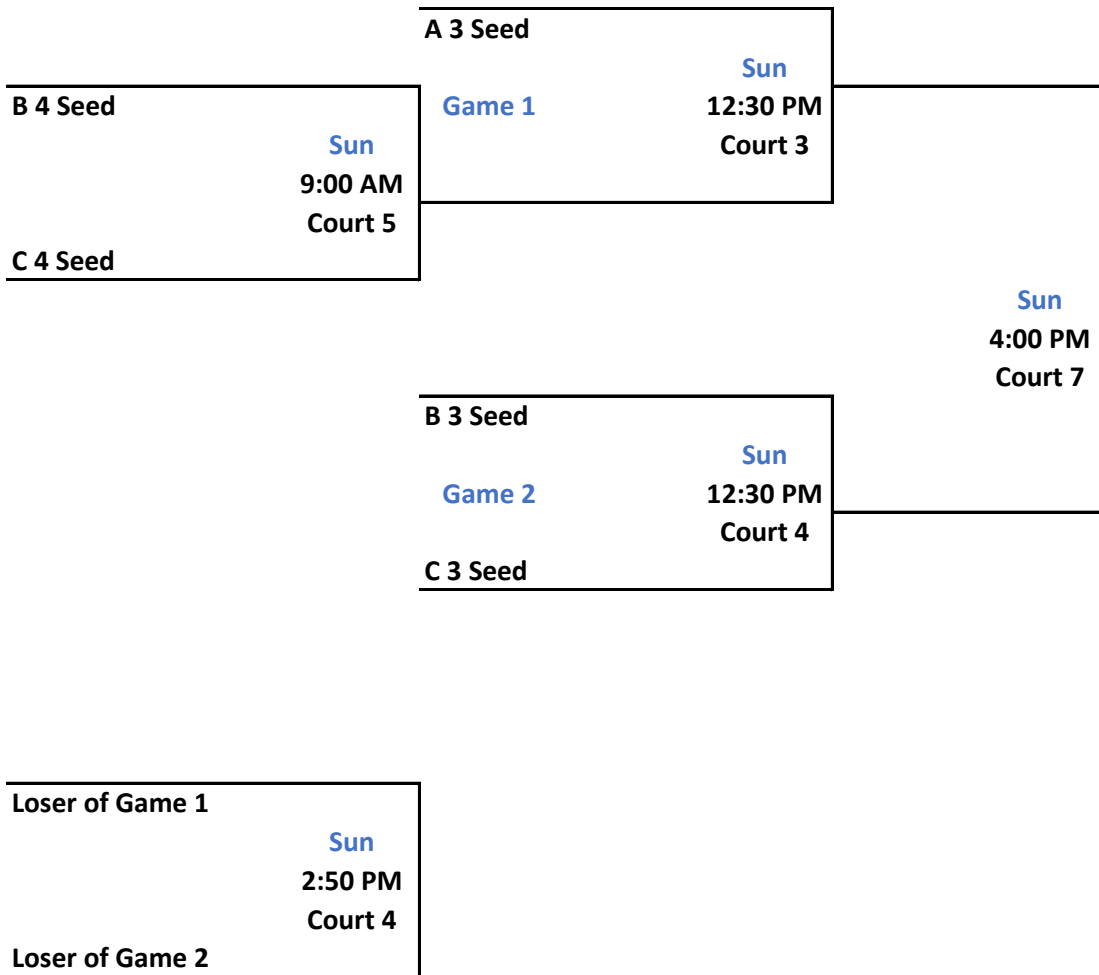 A 3 Seed
Sun
B 4 Seed
Game 1
12:30 PM
Sun
Court 3
9:00 AM
Court 5
C 4 Seed
Sun
4:00 PM
Court 7
B 3 Seed
Sun
Game 2
12:30 PM
Court 4
C 3 Seed
Loser of Game 1
Sun
2:50 PM
Court 4
Loser of Game 2